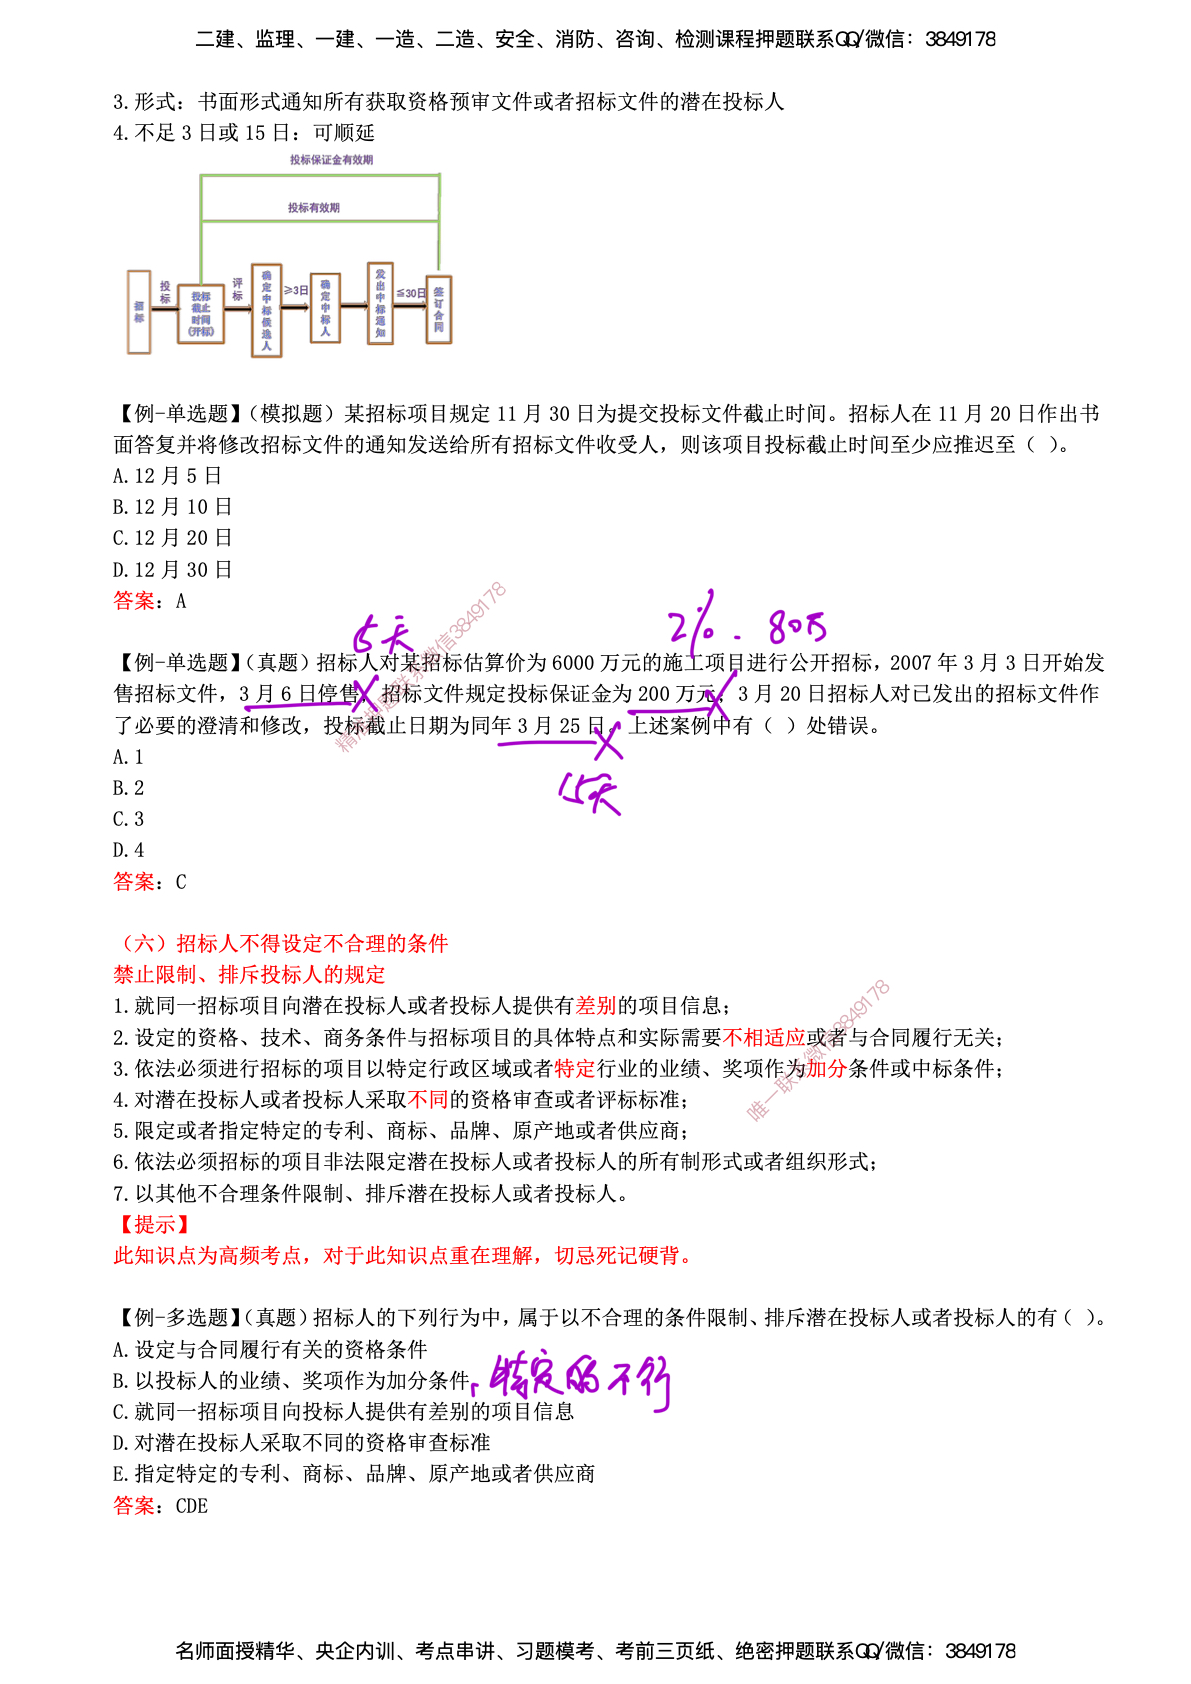 二建、监理、一建、一造、二造、安全、消防、咨询、检测课程押题联系QQ/微信：3849178
3.形式：书面形式通知所有获取资格预审文件或者招标文件的潜在投标人
4.不足 3 日或 15 日：可顺延
投标保证金有效期
投标有效期
招标
投标
投标截止时间(开标)
评标
确定中标候选人
≥3日
确定中标人
发出中标通知
≤30日
签订合同
【例-单选题】（模拟题）某招标项目规定 11 月 30 日为提交投标文件截止时间。招标人在 11 月 20 日作出书
面答复并将修改招标文件的通知发送给所有招标文件收受人，则该项目投标截止时间至少应推迟至（ ）。
A.12 月 5 日
B.12 月 10 日
C.12 月 20 日
D.12 月 30 日
答案：A
5天
2%. 80万
【例-单选题】（真题）招标人对某招标估算价为 6000 万元的施工项目进行公开招标，2007 年 3 月 3 日开始发
售招标文件，3 月 6 日停售，招标文件规定投标保证金为 200 万元，3 月 20 日招标人对已发出的招标文件作
了必要的澄清和修改，投标截止日期为同年 3 月 25 日。上述案例中有（ ）处错误。
15天
A.1
B.2
C.3
D.4
答案：C
精准押题联系微信3849178
（六）招标人不得设定不合理的条件
禁止限制、排斥投标人的规定
1.就同一招标项目向潜在投标人或者投标人提供有差别的项目信息；
2.设定的资格、技术、商务条件与招标项目的具体特点和实际需要不相适应或者与合同履行无关；
3.依法必须进行招标的项目以特定行政区域或者特定行业的业绩、奖项作为加分条件或中标条件；
4.对潜在投标人或者投标人采取不同的资格审查或者评标标准；
5.限定或者指定特定的专利、商标、品牌、原产地或者供应商；
6.依法必须招标的项目非法限定潜在投标人或者投标人的所有制形式或者组织形式；
7.以其他不合理条件限制、排斥潜在投标人或者投标人。
唯一联系微信3849178
【提示】
此知识点为高频考点，对于此知识点重在理解，切忌死记硬背。
【例-多选题】（真题）招标人的下列行为中，属于以不合理的条件限制、排斥潜在投标人或者投标人的有（ ）。
A.设定与合同履行有关的资格条件
B.以投标人的业绩、奖项作为加分条件
特定的不行
C.就同一招标项目向投标人提供有差别的项目信息
D.对潜在投标人采取不同的资格审查标准
E.指定特定的专利、商标、品牌、原产地或者供应商
答案：CDE
名师面授精华、央企内训、考点串讲、习题模考、考前三页纸、绝密押题联系QQ/微信：3849178